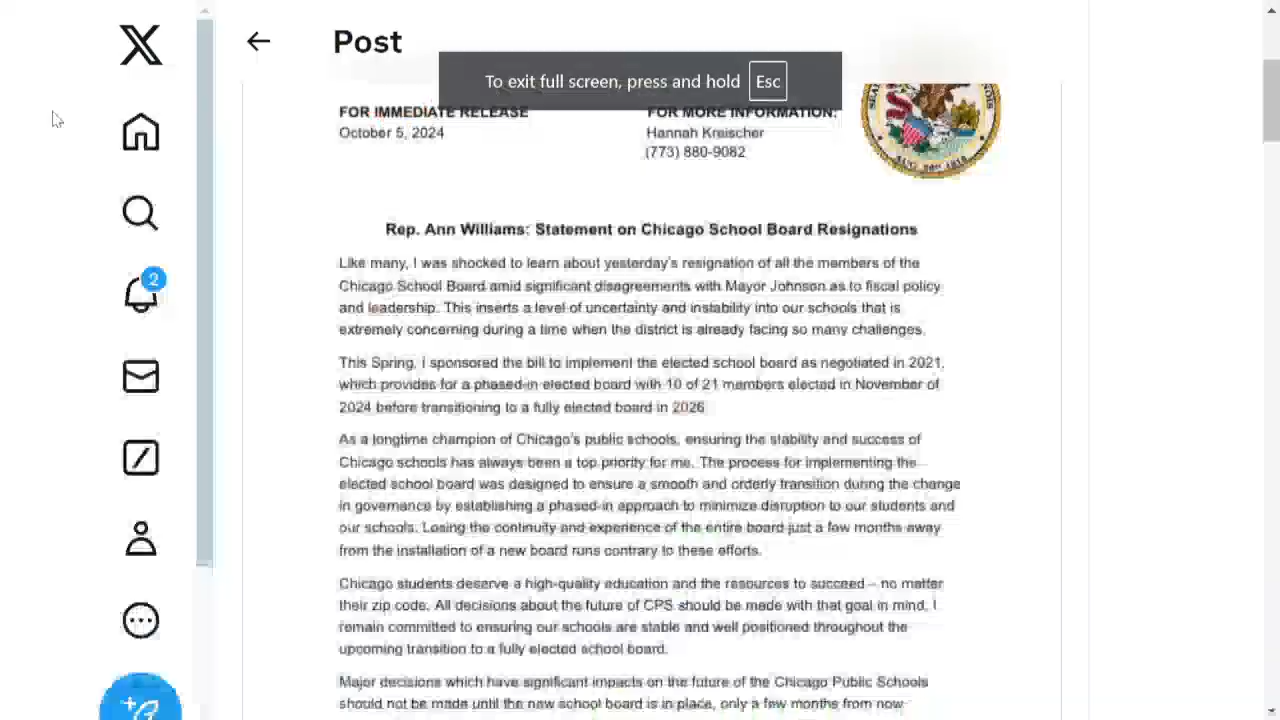 Post
To exit full screen, press and hold Esc
FOR IMMEDIATE RELEASE
October 5, 2024
FOR MORE INFORMATION:
Hannah Kraischer
(773) 880-9082
Rep. Ann Williams: Statement on Chicago School Board Resignations
Like many, I was shocked to learn about yesterday's resignation of all the members of the
Chicago School Board amid significant disagreements with Mayor Johnson as to fiscal policy
and leadership. This inserts a level of uncertainty and instability into our schools that is
extremely concerning during a time when the district is already facing so many challenges.
This Spring, I sponsored the bill to implement the elected school board as negotiated in 2021,
which provides for a phased-in elected board with 10 of 21 members elected in November of
2024 before transitioning to a fully elected board in 2026
As a longtime champion of Chicago's public schools, ensuring the stability and success of
Chicago schools has always been a top priority for me. The process for implementing the
elected school board was designed to ensure a smooth and orderly transition during the change
in governance by establishing a phased-in approach to minimize disruption to our students and
our schools. Losing the continuity and experience of the entire board just a few months away
from the installation of a new board runs contrary to these efforts.
Chicago students deserve a high-quality education and the resources to succeed – no matter
their zip code. All decisions about the future of CPS should be made with that goal in mind. I
remain committed to ensuring our schools are stable and well positioned throughout the
upcoming transition to a fully elected school board.
Major decisions which have significant impacts on the future of the Chicago Public Schools
should not be made until the new school board is in place, only a few months from now
2